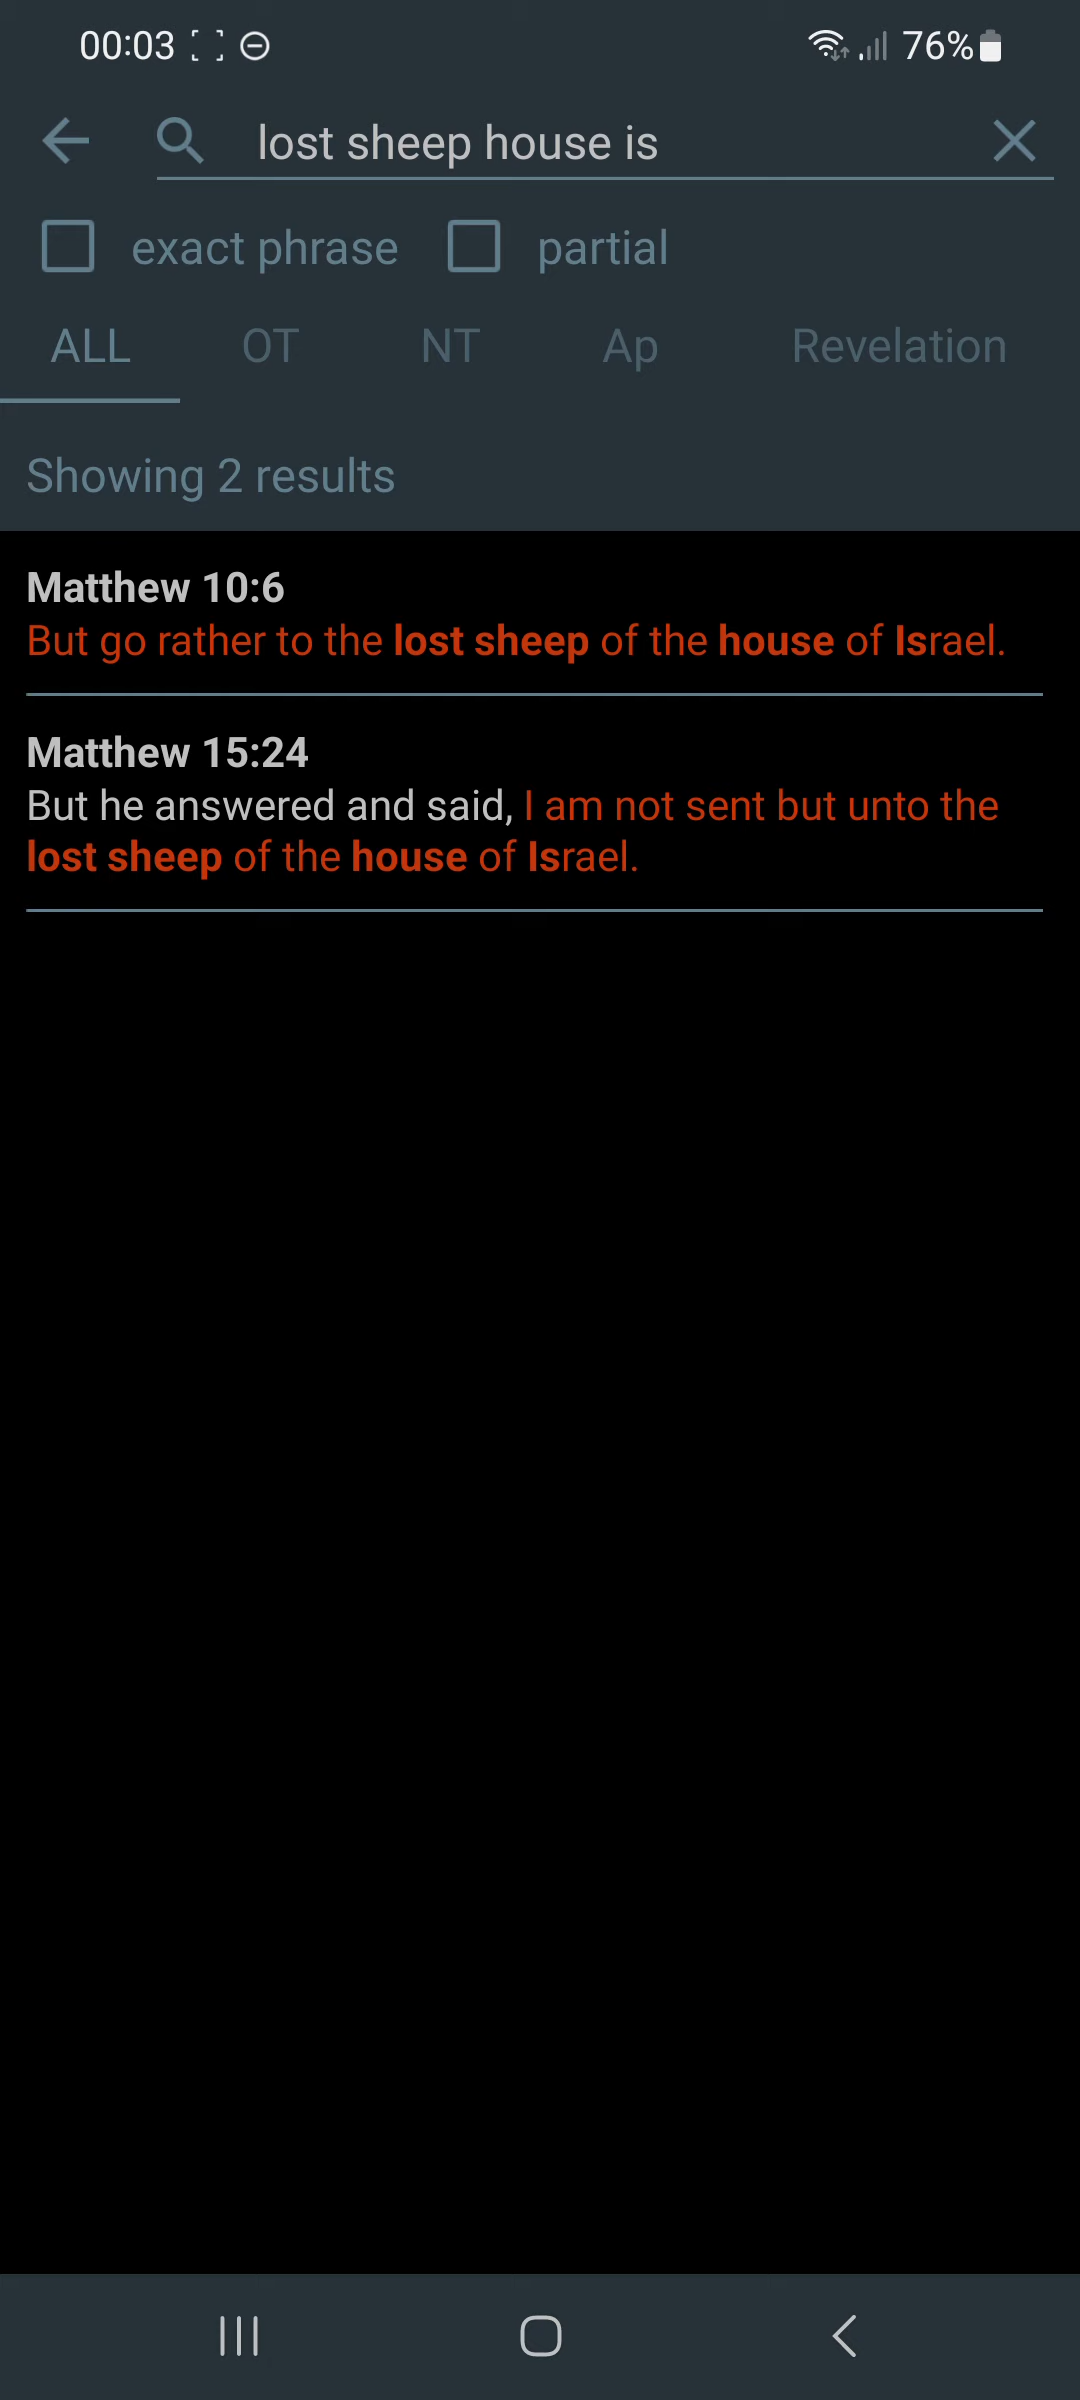 00:03 76%
lost sheep house is
exact phrase partial
ALL OT NT Ap Revelation
Showing 2 results
Matthew 10:6
But go rather to the lost sheep of the house of Israel.
Matthew 15:24
But he answered and said, I am not sent but unto the
lost sheep of the house of Israel.